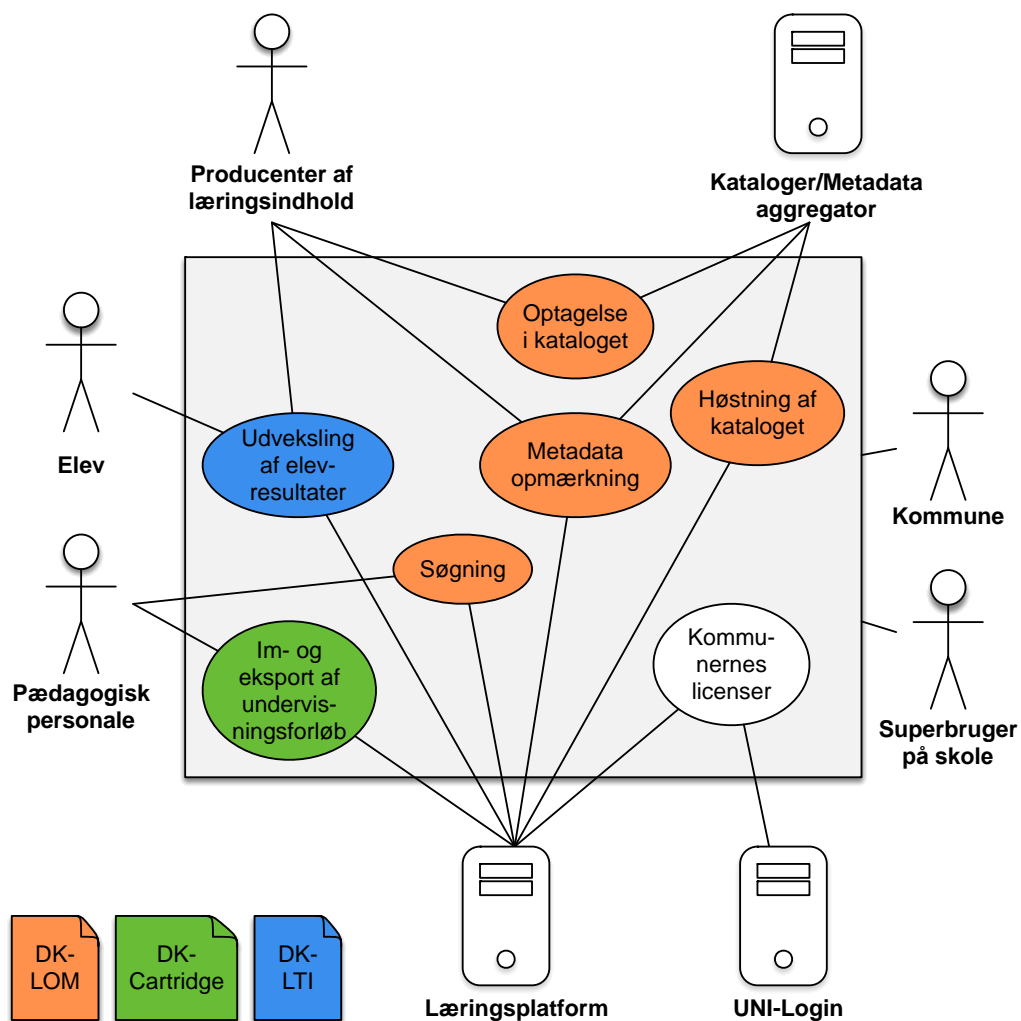 Producenter af
læringsindhold
Kataloger/Metadata
aggregator
Optagelse
i kataloget
Høstning af
kataloget
Elev
Udveksling
af elev-
resultater
Metadata
opmærkning
Kommune
Søgning
Pædagogisk
personale
Im- og
eksport af
undervis-
ningsforløb
Kommu-
nernes
licenser
Superbruger
på skole
DK-
LOM
DK-
Cartridge
DK-
LTI
Læringsplatform
UNI-Login